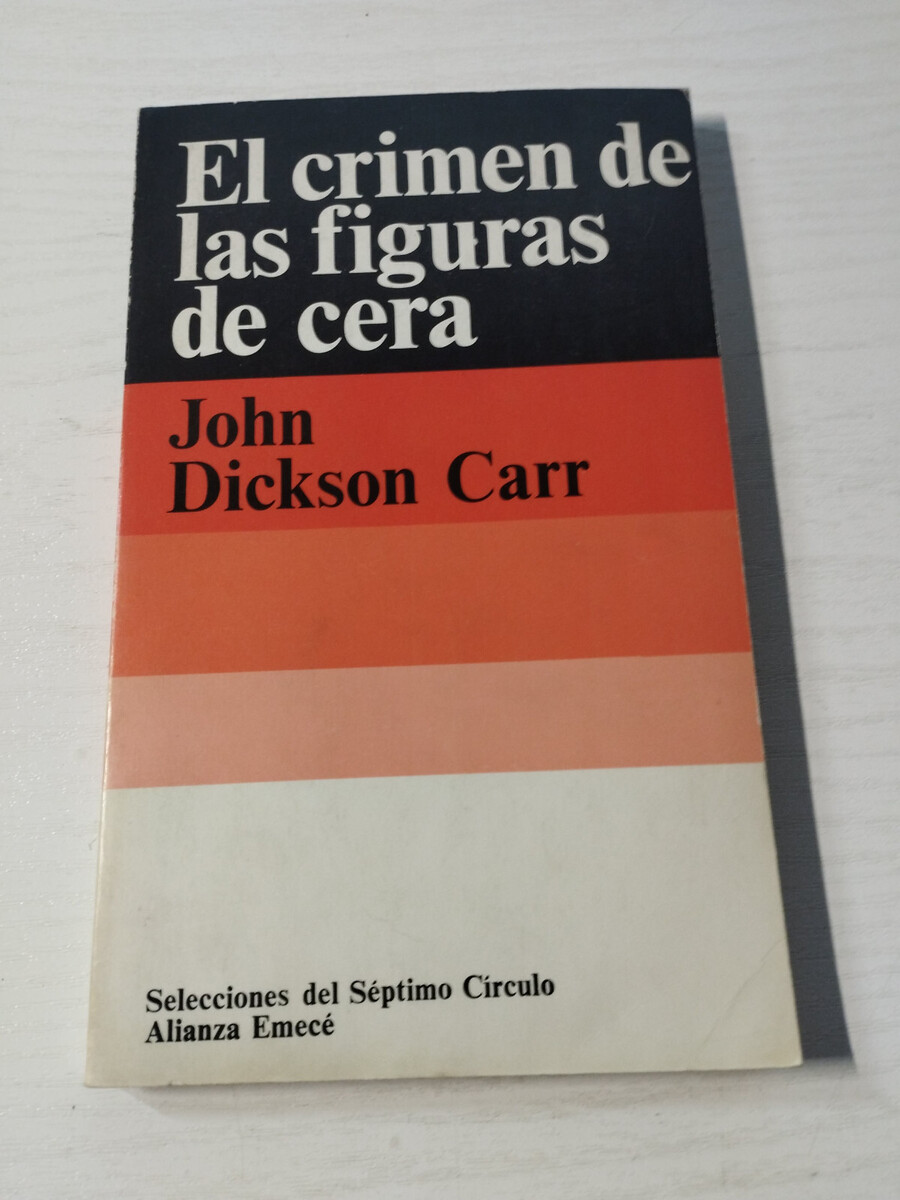 El crimen de
las figuras
de cera
John
Dickson Carr
Selecciones del Séptimo Círculo
Alianza Emecé